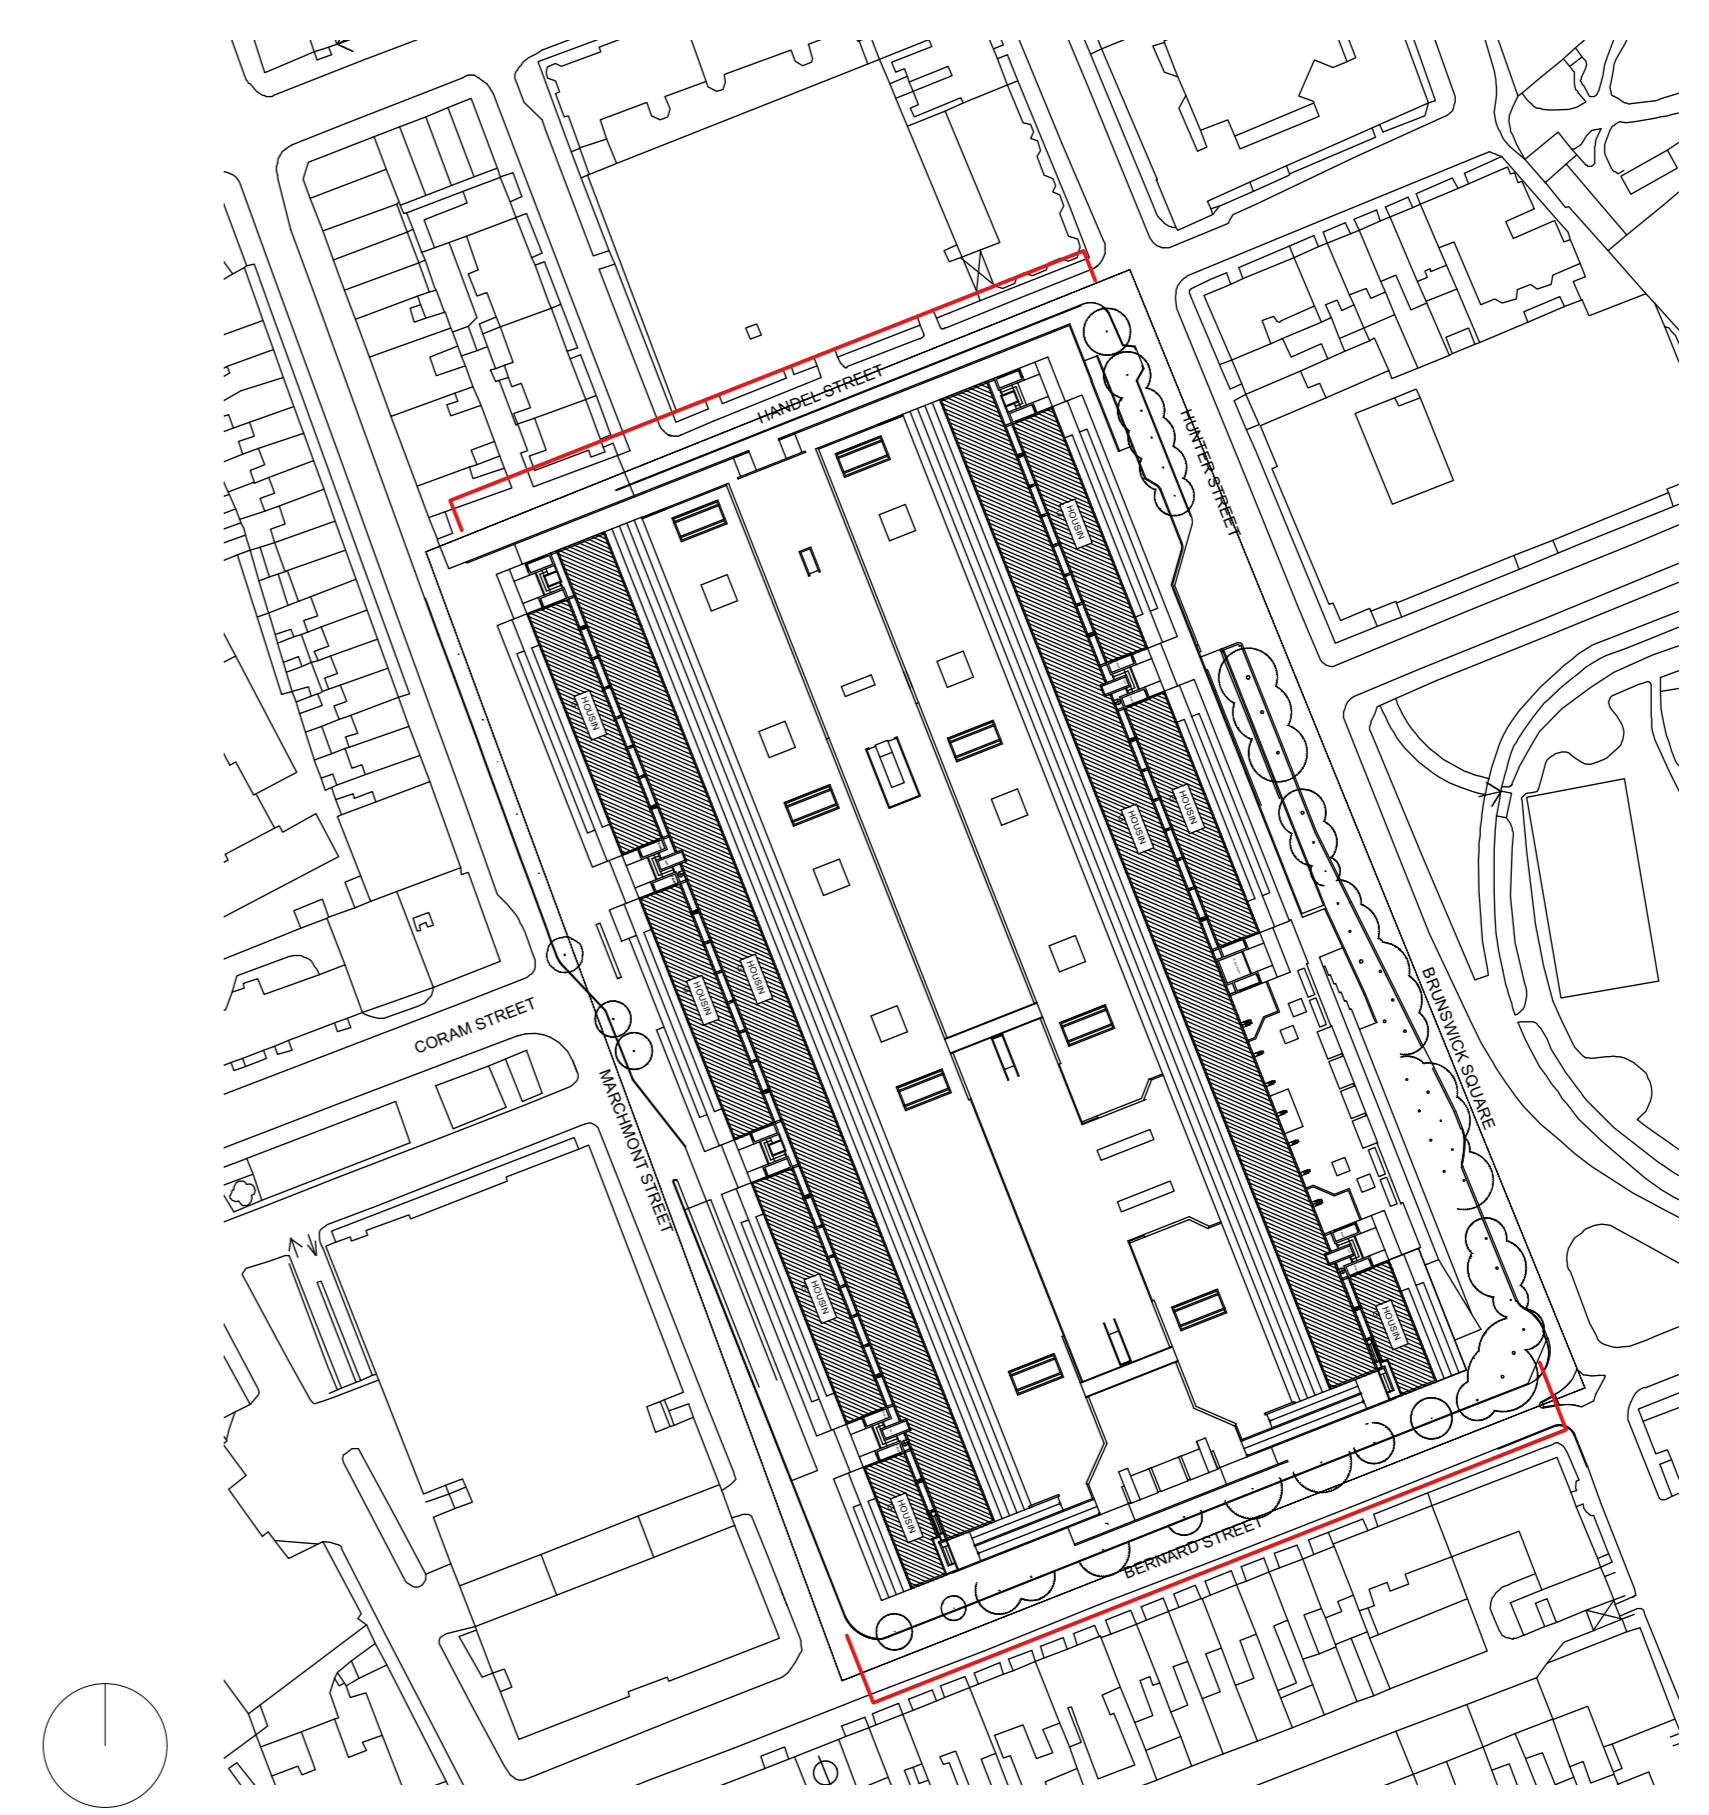 HANDEL STREET
HUNTER STREET
HOUSIN
HOUSIN
HOUSIN
HOUSIN
HOUSIN
HOUSIN
BRUNSWICK SQUARE
CORAM STREET
MARCHMONT STREET
HOUSIN
HOUSIN
HOUSIN
BERNARD STREET